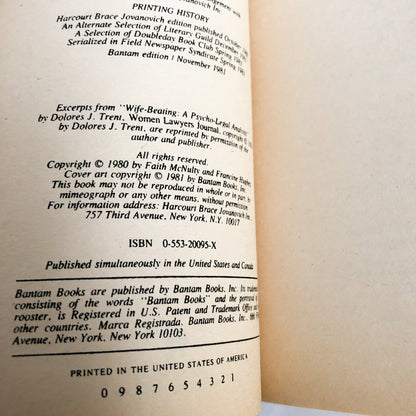 PRINTING HISTORY
Harcourt Brace Jovanovich edition published October
An Alternate Selection of Literary Guild December
A Selection of Doubleday Book Club Spring
Serialized in Field Newspaper Syndicate Spring
Bantam edition / November 1981
Excerpts from "Wife-Beating: A Psycho-Legal
by Dolores J. Trent, Women Lawyers Journal, copyright
by Dolores J. Trent, are reprinted by permission of the
author and publisher.
All rights reserved.
Copyright © 1980 by Faith McNulty and Francine
Cover art copyright © 1981 by Bantam Books, Inc.
This book may not be reproduced in whole or in part, by
mimeograph or any other means, without permission.
For information address: Harcourt Brace Jovanovich Inc.
757 Third Avenue, New York, N.Y. 10017
ISBN 0-553-20095-X
Published simultaneously in the United States and Canada
Bantam Books are published by Bantam Books, Inc. Its
consisting of the words "Bantam Books" and the portrayal
rooster, is Registered in U.S. Patent and Trademark Office
other countries. Marca Registrada. Bantam Books, Inc.,
Avenue, New York, New York 10103.
PRINTED IN THE UNITED STATES OF AMERICA
0 9 8 7 6 5 4 3 2 1